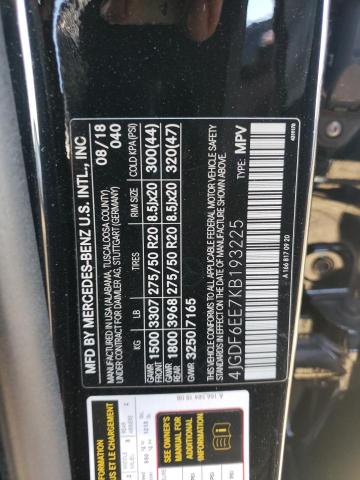 MFD BY MERCEDES-BENZ U.S. INTL., INC 08/18
MANUFACTURED IN USA(ALABAMA, TUSCALOOSA COUNTY) 040
UNDER CONTRACT FOR DAIMLER AG, STUTTGART (GERMANY)
KG LB TIRES RIM SIZE COLD KPA(PSI)
GAWR FRONT 1500 3307 275/50 R20 8.5Jx20 300(44)
GAWR REAR 1800 3968 275/50 R20 8.5Jx20 320(47)
GVWR 3250 7165
THIS VEHICLE CONFORMS TO ALL APPLICABLE FEDERAL MOTOR VEHICLE SAFETY
STANDARDS IN EFFECT ON THE DATE OF MANUFACTURE SHOWN ABOVE.
4JGDF6EE7KB193225 TYPE: MPV
A 166 817 09 20
SEE OWNER'S
MANUAL FOR
ADDITIONAL
INFORMATION